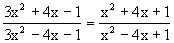 (3x² + 4x − 1)/(3x² − 4x − 1) = (x² + 4x + 1)/(x² − 4x + 1)